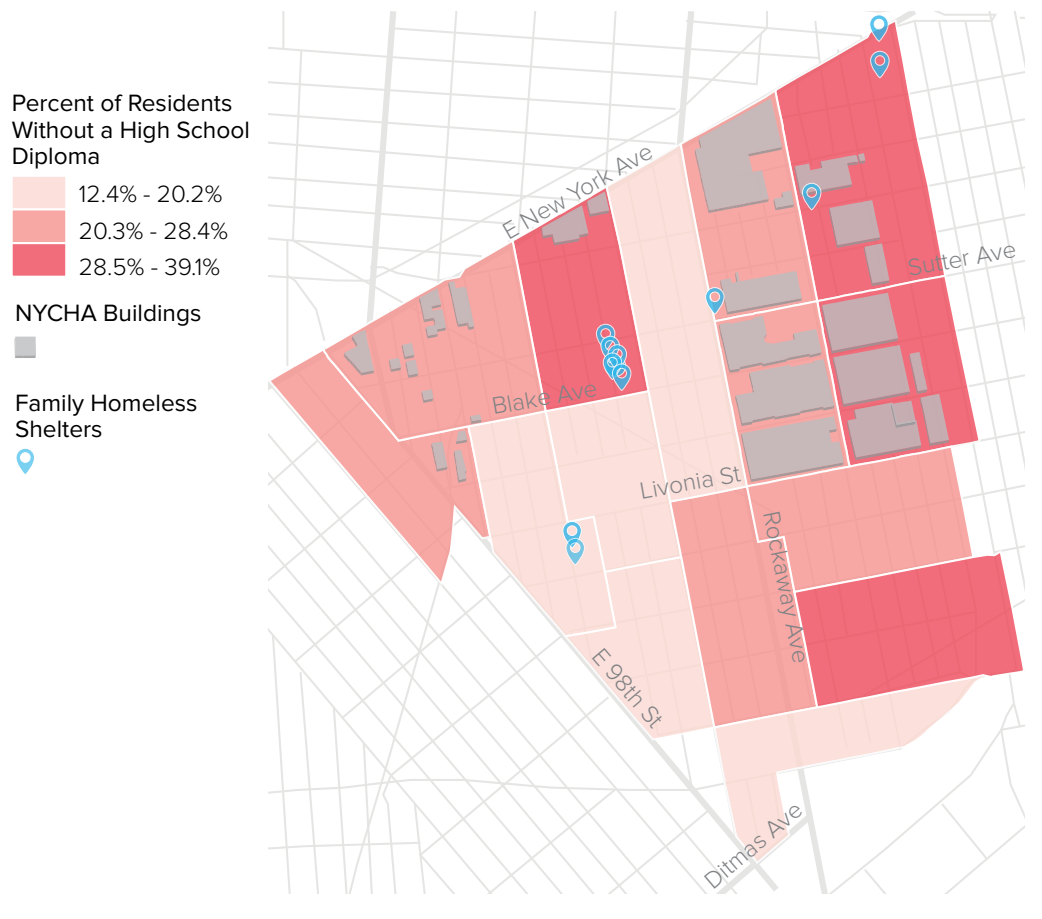 Percent of Residents
Without a High School
Diploma
12.4% - 20.2%
20.3% - 28.4%
28.5% - 39.1%
NYCHA Buildings
Family Homeless
Shelters
E New York Ave
Sutter Ave
Blake Ave
Livonia St
Rockaway Ave
E 98th St
Ditmas Ave